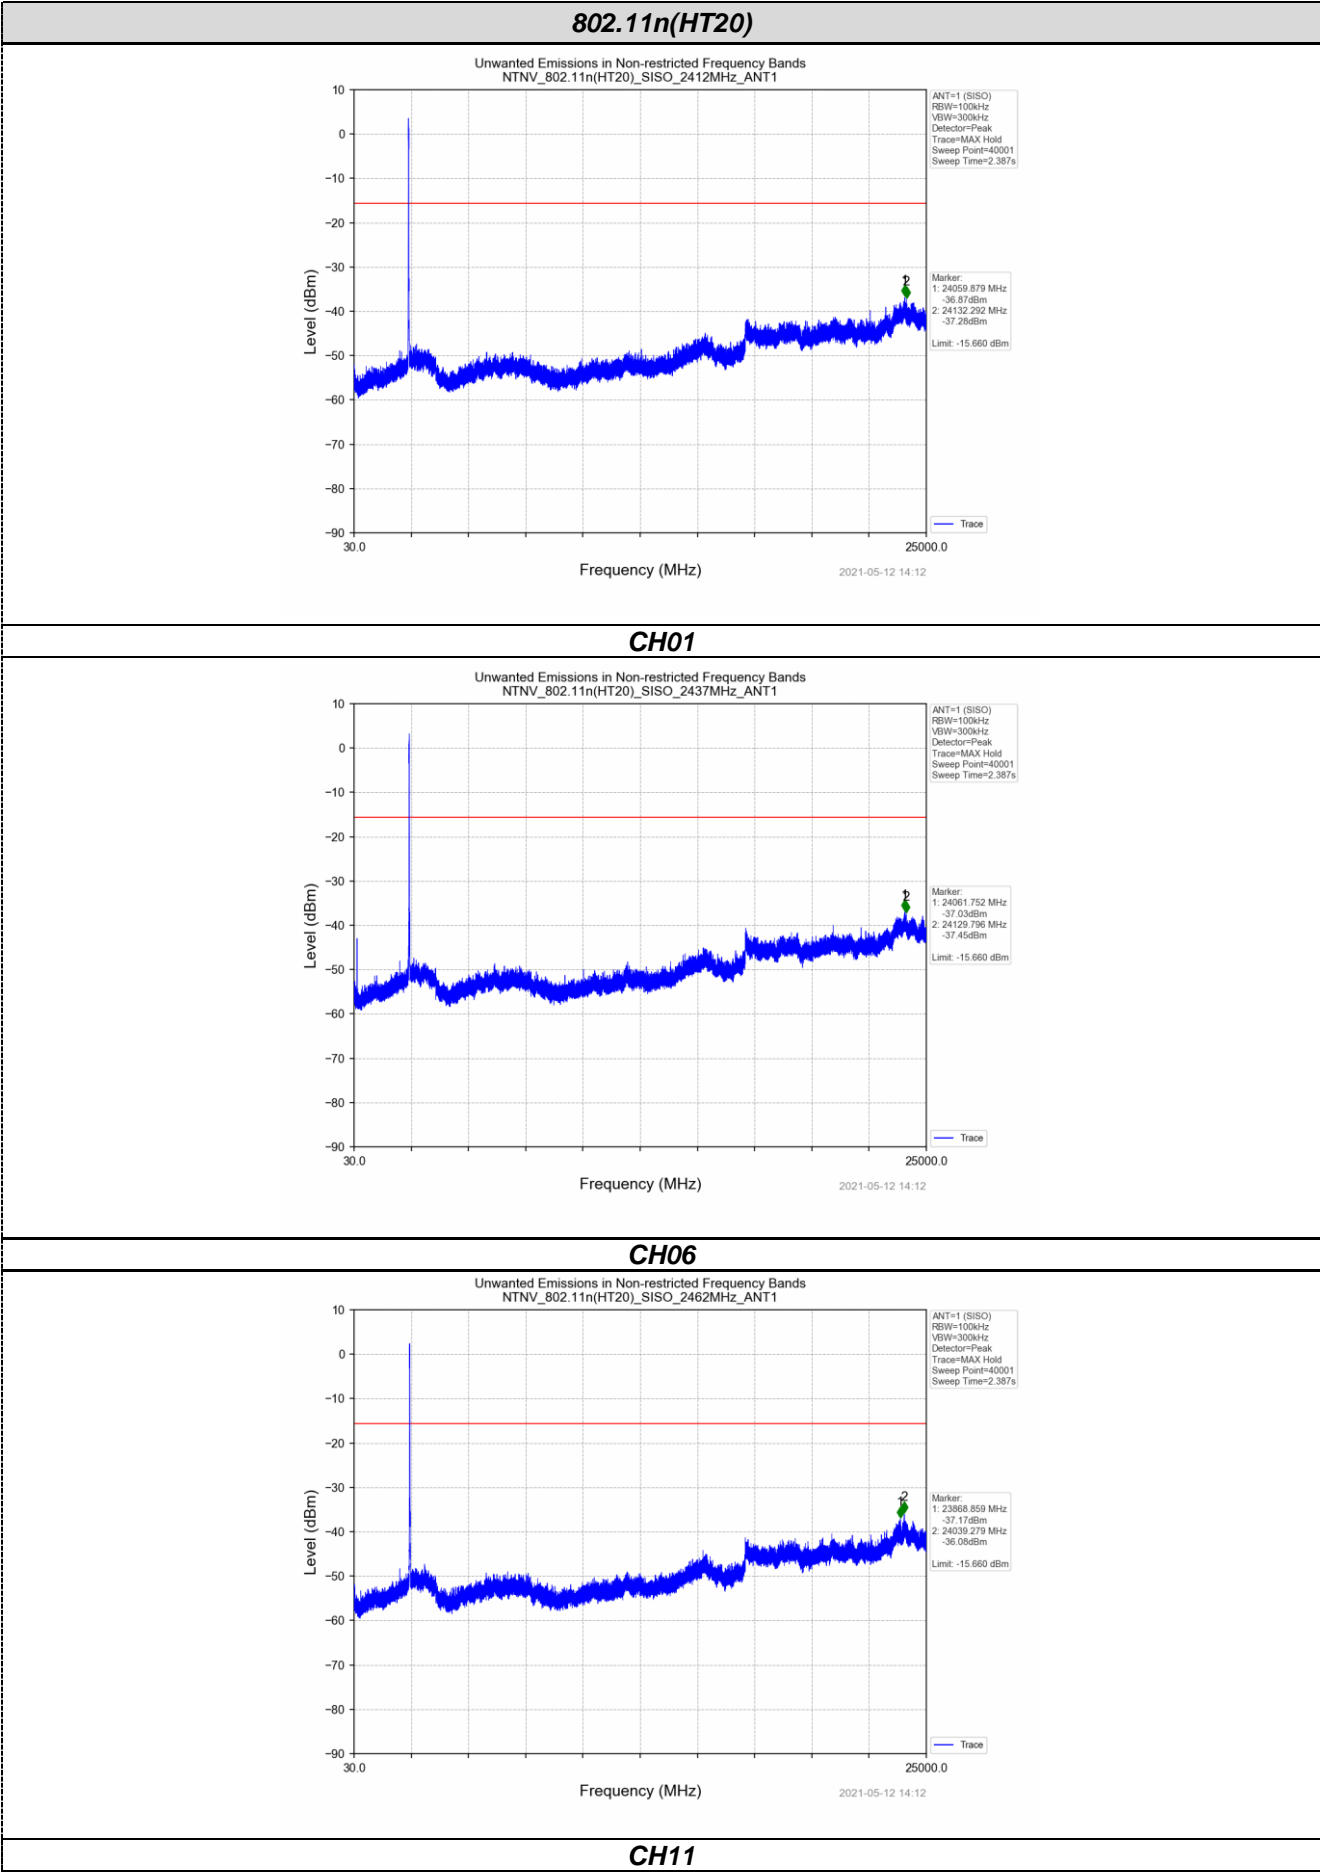 802.11n(HT20)
Unwanted Emissions in Non-restricted Frequency Bands
NTNV_802.11n(HT20)_SISO_2412MHz_ANT1
10
0
−10
−20
−30
−40
−50
−60
−70
−80
−90
Level (dBm)
30.0
25000.0
Frequency (MHz)
2021-05-12 14:12
1
2
ANT=1 (SISO)
RBW=100kHz
VBW=300kHz
Detector=Peak
Trace=MAX Hold
Sweep Point=40001
Sweep Time=2.387s
Marker:
1: 24059.879 MHz
-36.87dBm
2: 24132.292 MHz
-37.28dBm
Limit: -15.660 dBm
Trace
CH01
Unwanted Emissions in Non-restricted Frequency Bands
NTNV_802.11n(HT20)_SISO_2437MHz_ANT1
10
0
−10
−20
−30
−40
−50
−60
−70
−80
−90
Level (dBm)
30.0
25000.0
Frequency (MHz)
2021-05-12 14:12
1
2
ANT=1 (SISO)
RBW=100kHz
VBW=300kHz
Detector=Peak
Trace=MAX Hold
Sweep Point=40001
Sweep Time=2.387s
Marker:
1: 24061.752 MHz
-37.03dBm
2: 24129.796 MHz
-37.45dBm
Limit: -15.660 dBm
Trace
CH06
Unwanted Emissions in Non-restricted Frequency Bands
NTNV_802.11n(HT20)_SISO_2462MHz_ANT1
10
0
−10
−20
−30
−40
−50
−60
−70
−80
−90
Level (dBm)
30.0
25000.0
Frequency (MHz)
2021-05-12 14:12
1
2
ANT=1 (SISO)
RBW=100kHz
VBW=300kHz
Detector=Peak
Trace=MAX Hold
Sweep Point=40001
Sweep Time=2.387s
Marker:
1: 23868.859 MHz
-37.17dBm
2: 24039.279 MHz
-36.08dBm
Limit: -15.660 dBm
Trace
CH11